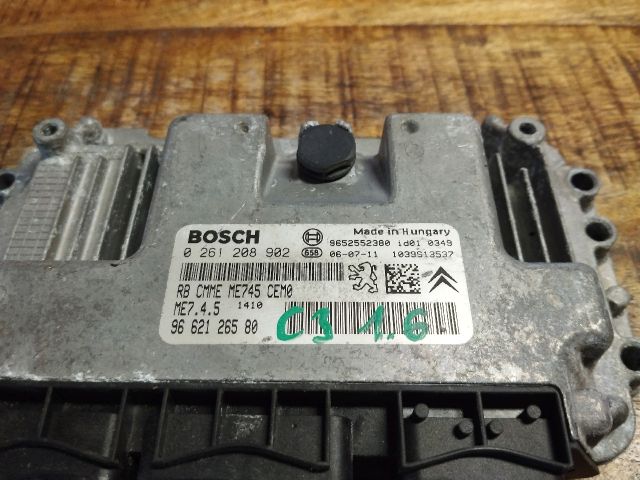 BOSCH
Made in Hungary
0 261 208 902
9652552380 id01 0349
658 06-07-11 1039S13537
RB CMME ME745 CEM0
ME7.4.5 1410
96 621 265 80
C3 1.6